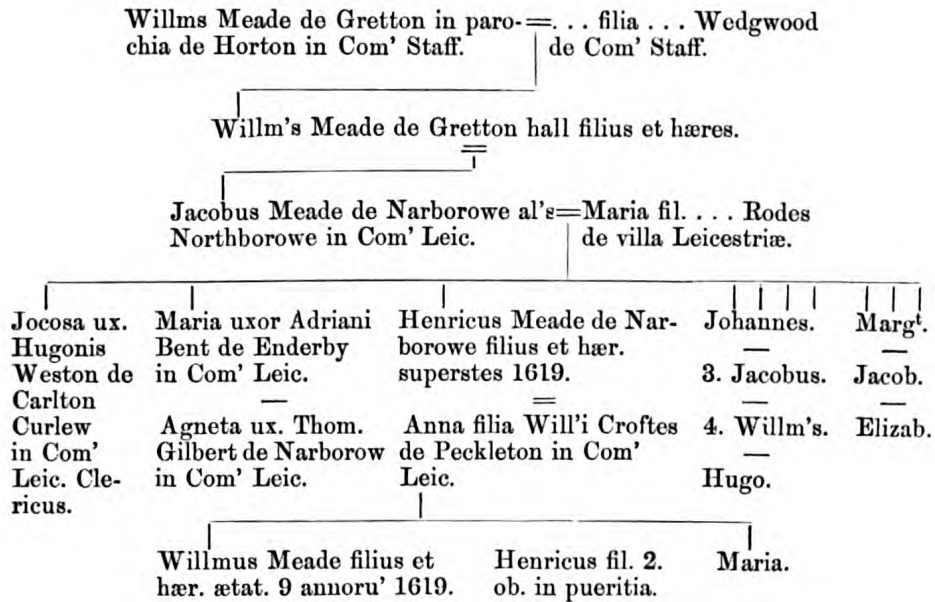 Willms Meade de Gretton in paro-=. . . filia . . . Wedgwood
chia de Horton in Com' Staff. de Com' Staff.
Willm's Meade de Gretton hall filius et hæres.
=
Jacobus Meade de Narborowe al's=Maria fil. . . . Rodes
Northborowe in Com' Leic. de villa Leicestriæ.
Jocosa ux.
Hugonis
Weston de
Carlton
Curlew
in Com'
Leic. Cle-
ricus.
Maria uxor Adriani
Bent de Enderby
in Com' Leic.
—
Agneta ux. Thom.
Gilbert de Narborow
in Com' Leic.
Henricus Meade de Nar-
borowe filius et hær.
superstes 1619.
=
Anna filia Will'i Croftes
de Peckleton in Com'
Leic.
Johannes.
—
3. Jacobus.
—
4. Willm's.
—
Hugo.
Margᵗ.
—
Jacob.
—
Elizab.
Willmus Meade filius et
hær. ætat. 9 annoru' 1619.
Henricus fil. 2.
ob. in pueritia.
Maria.